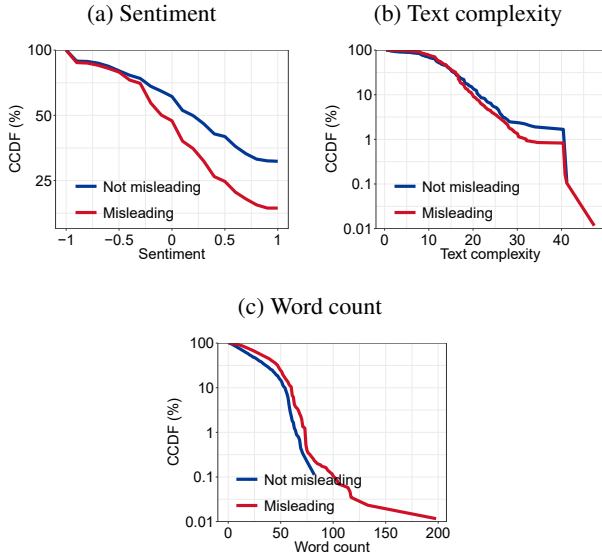 (a) Sentiment
100
50
25
CCDF (%)
Not misleading
Misleading
−1 −0.5 0 0.5 1
Sentiment
(b) Text complexity
100
10
1
0.1
0.01
CCDF (%)
Not misleading
Misleading
0 10 20 30 40
Text complexity
(c) Word count
100
10
1
0.1
0.01
CCDF (%)
Not misleading
Misleading
0 50 100 150 200
Word count